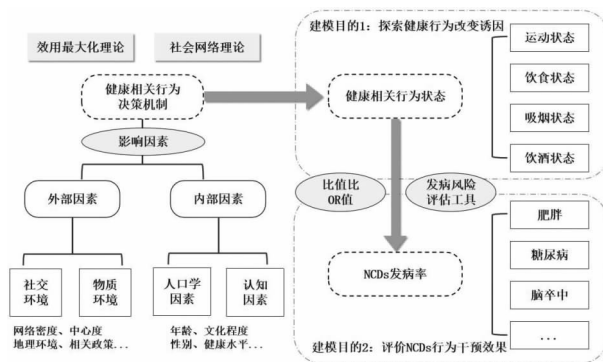 效用最大化理论
社会网络理论
健康相关行为
决策机制
影响因素
外部因素
内部因素
社交
环境
物质
环境
人口学
因素
认知
因素
网络密度、中心度
地理环境、相关政策...
年龄、文化程度
性别、健康水平...
建模目的1：探索健康行为改变诱因
健康相关行为状态
运动状态
饮食状态
吸烟状态
饮酒状态
比值比
OR值
发病风险
评估工具
NCDs发病率
肥胖
糖尿病
脑卒中
...
建模目的2：评价NCDs行为干预效果